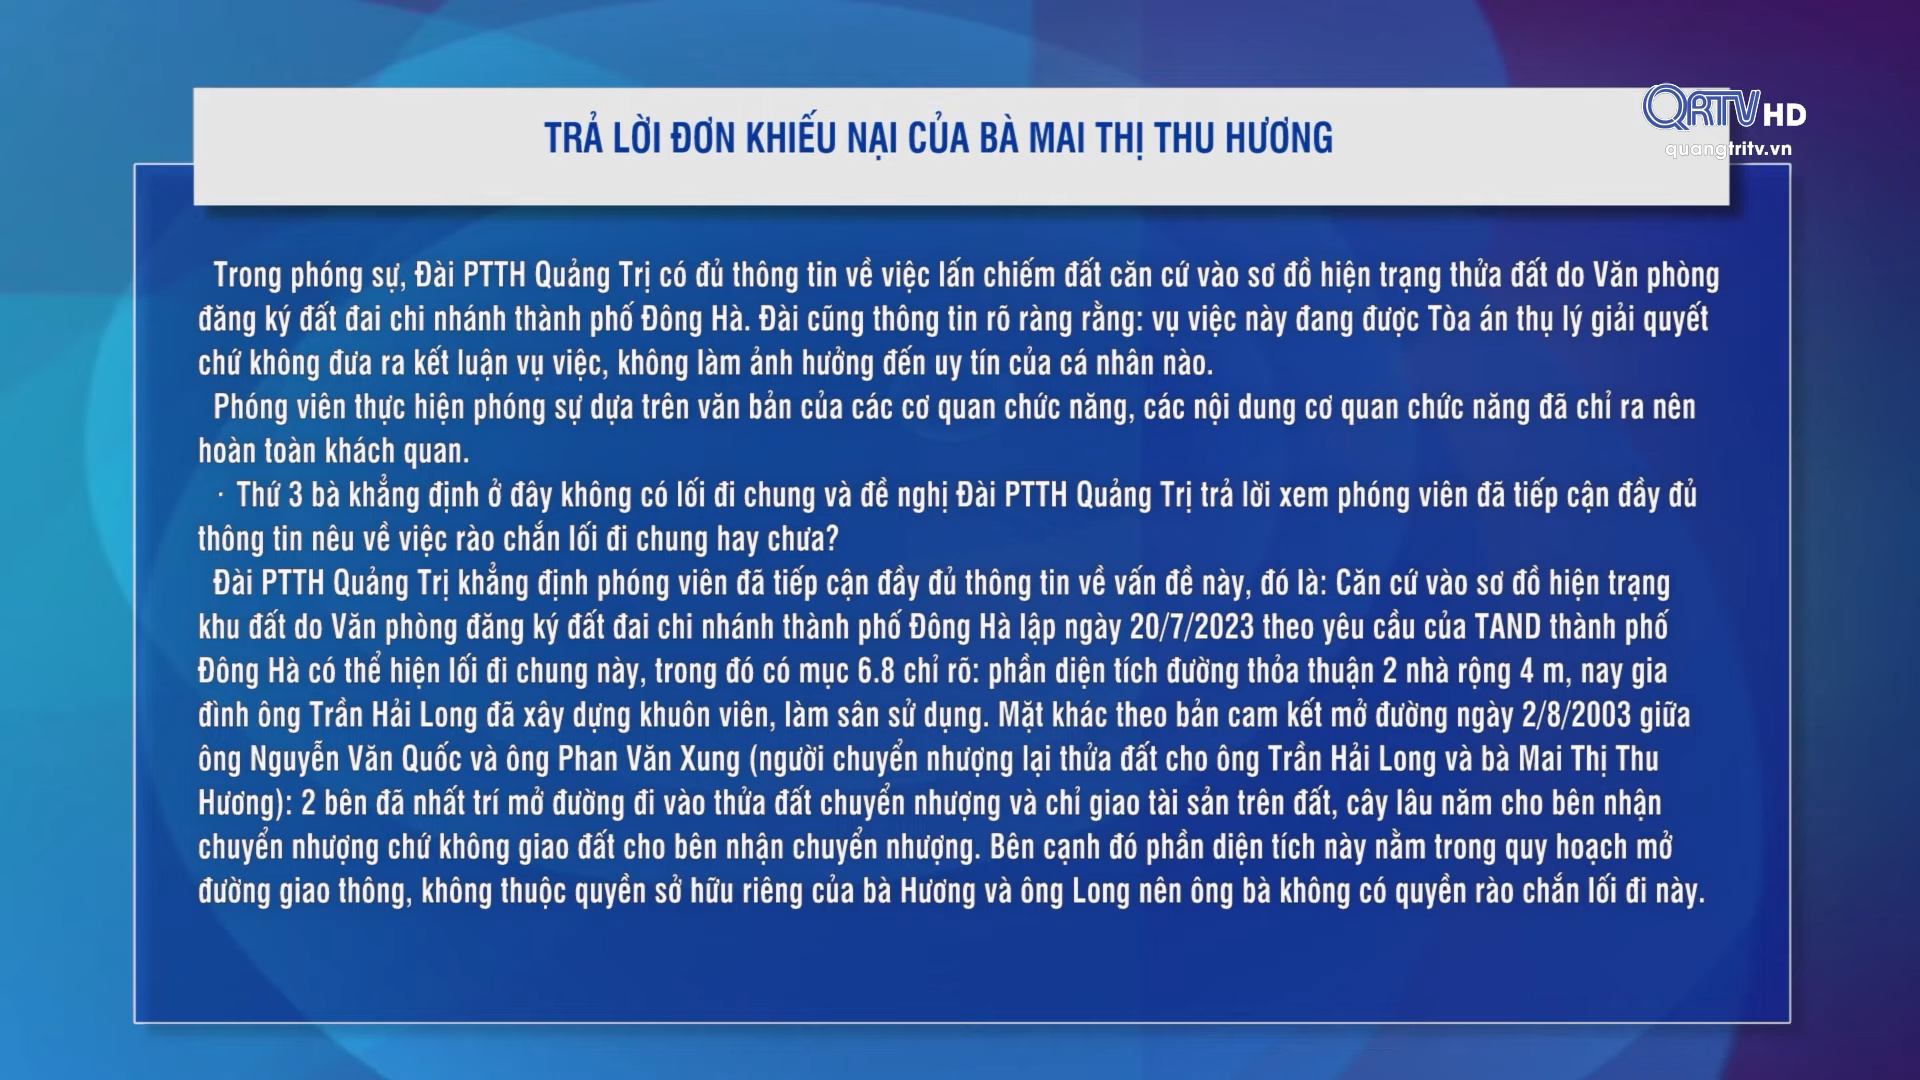 TRẢ LỜI ĐƠN KHIẾU NẠI CỦA BÀ MAI THỊ THU HƯƠNG
QRTV HD
quangtritv.vn
Trong phóng sự, Đài PTTH Quảng Trị có đủ thông tin về việc lấn chiếm đất căn cứ vào sơ đồ hiện trạng thửa đất do Văn phòng
đăng ký đất đai chi nhánh thành phố Đông Hà. Đài cũng thông tin rõ ràng rằng: vụ việc này đang được Tòa án thụ lý giải quyết
chứ không đưa ra kết luận vụ việc, không làm ảnh hưởng đến uy tín của cá nhân nào.
Phóng viên thực hiện phóng sự dựa trên văn bản của các cơ quan chức năng, các nội dung cơ quan chức năng đã chỉ ra nên
hoàn toàn khách quan.
· Thứ 3 bà khẳng định ở đây không có lối đi chung và đề nghị Đài PTTH Quảng Trị trả lời xem phóng viên đã tiếp cận đầy đủ
thông tin nêu về việc rào chắn lối đi chung hay chưa?
Đài PTTH Quảng Trị khẳng định phóng viên đã tiếp cận đầy đủ thông tin về vấn đề này, đó là: Căn cứ vào sơ đồ hiện trạng
khu đất do Văn phòng đăng ký đất đai chi nhánh thành phố Đông Hà lập ngày 20/7/2023 theo yêu cầu của TAND thành phố
Đông Hà có thể hiện lối đi chung này, trong đó có mục 6.8 chỉ rõ: phần diện tích đường thỏa thuận 2 nhà rộng 4 m, nay gia
đình ông Trần Hải Long đã xây dựng khuôn viên, làm sân sử dụng. Mặt khác theo bản cam kết mở đường ngày 2/8/2003 giữa
ông Nguyễn Văn Quốc và ông Phan Văn Xung (người chuyển nhượng lại thửa đất cho ông Trần Hải Long và bà Mai Thị Thu
Hương): 2 bên đã nhất trí mở đường đi vào thửa đất chuyển nhượng và chỉ giao tài sản trên đất, cây lâu năm cho bên nhận
chuyển nhượng chứ không giao đất cho bên nhận chuyển nhượng. Bên cạnh đó phần diện tích này nằm trong quy hoạch mở
đường giao thông, không thuộc quyền sở hữu riêng của bà Hương và ông Long nên ông bà không có quyền rào chắn lối đi này.